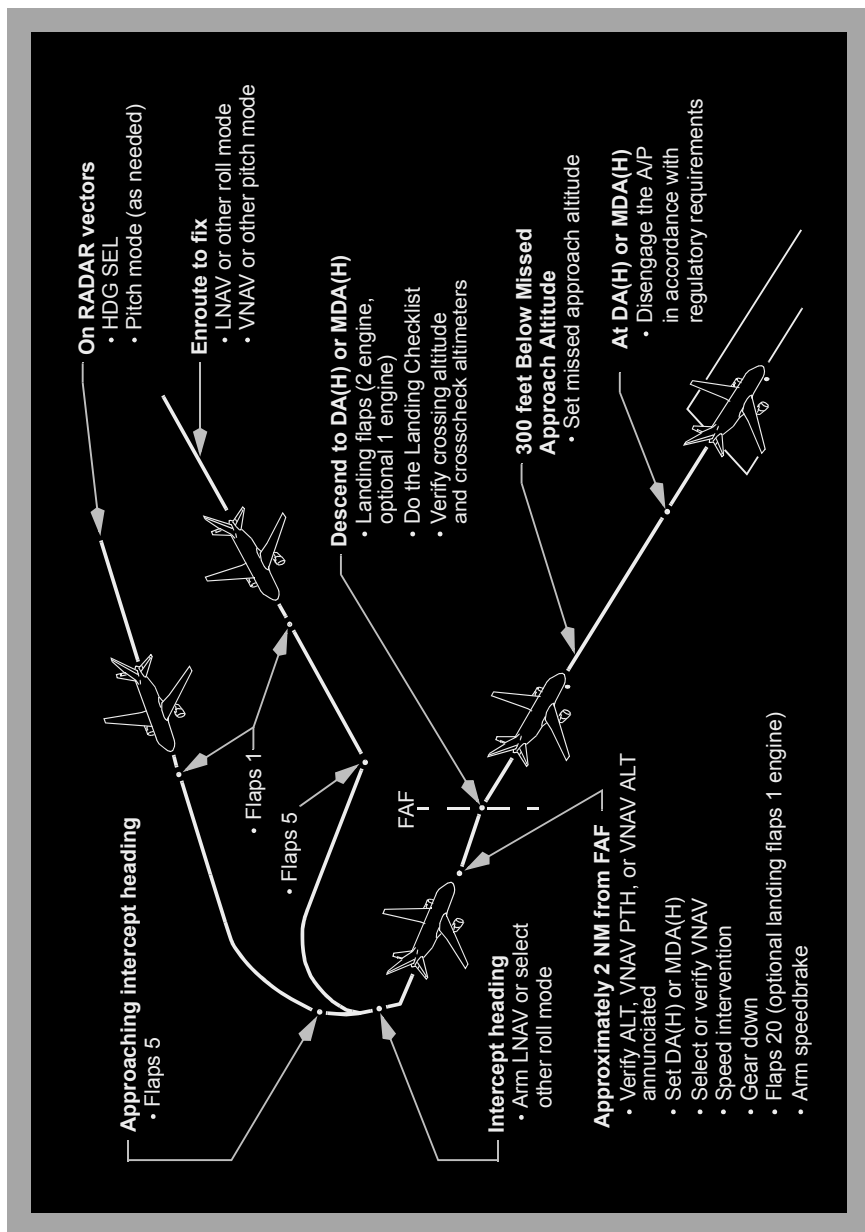 On RADAR vectors
• HDG SEL
• Pitch mode (as needed)
Enroute to fix
• LNAV or other roll mode
• VNAV or other pitch mode
Approaching intercept heading
• Flaps 5
• Flaps 1
• Flaps 5
Descend to DA(H) or MDA(H)
• Landing flaps (2 engine,
optional 1 engine)
• Do the Landing Checklist
• Verify crossing altitude
and crosscheck altimeters
FAF
Intercept heading
• Arm LNAV or select
other roll mode
300 feet Below Missed
Approach Altitude
• Set missed approach altitude
Approximately 2 NM from FAF
• Verify ALT, VNAV PTH, or VNAV ALT
annunciated
• Set DA(H) or MDA(H)
• Select or verify VNAV
• Speed intervention
• Gear down
• Flaps 20 (optional landing flaps 1 engine)
• Arm speedbrake
At DA(H) or MDA(H)
• Disengage the A/P
in accordance with
regulatory requirements